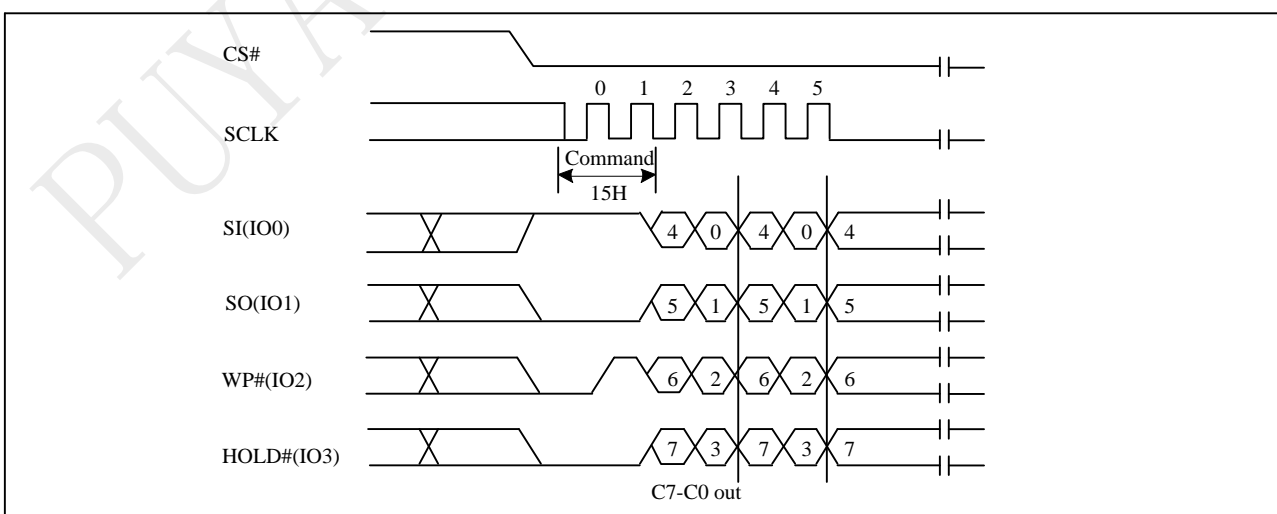 PUYA
CS#
0 1 2 3 4 5
SCLK
Command
15H
SI(IO0) 4 0 4 0 4
SO(IO1) 5 1 5 1 5
WP#(IO2) 6 2 6 2 6
HOLD#(IO3) 7 3 7 3 7
C7-C0 out